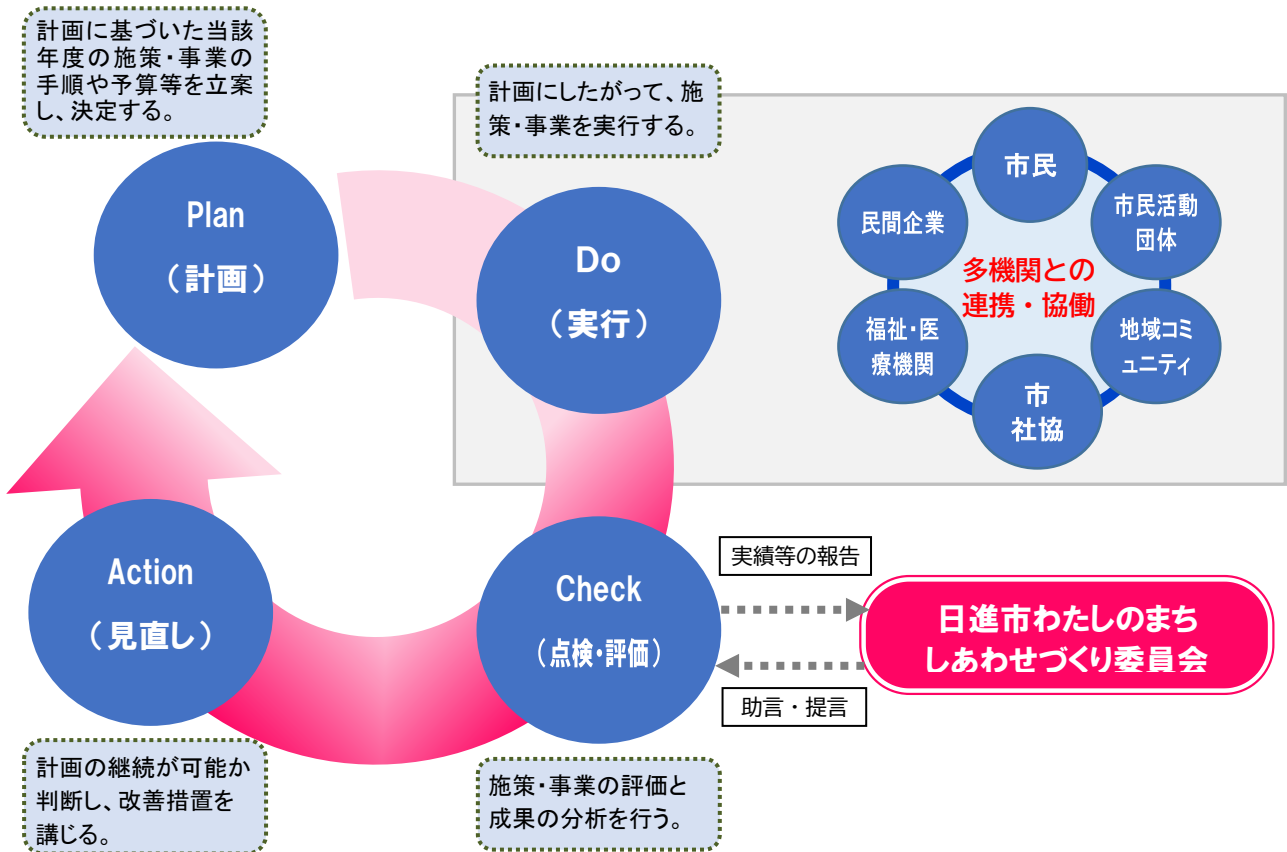 計画に基づいた当該
年度の施策・事業の
手順や予算等を立案
し、決定する。
Plan
（計画）
計画にしたがって、施
策・事業を実行する。
Do
（実行）
市民
市民活動
団体
地域コミ
ュニティ
市
社協
福祉・医
療機関
民間企業
多機関との
連携・協働
Check
（点検・評価）
施策・事業の評価と
成果の分析を行う。
実績等の報告
助言・提言
日進市わたしのまち
しあわせづくり委員会
Action
（見直し）
計画の継続が可能か
判断し、改善措置を
講じる。